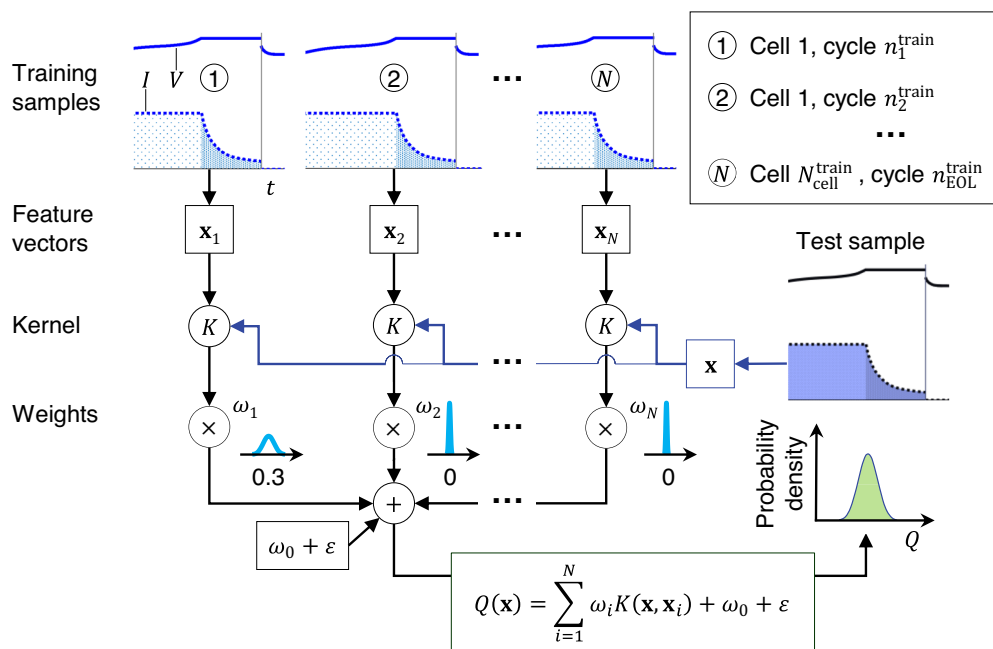 Training samples
I V
t
① ② ... Ⓝ
① Cell 1, cycle n₁^train
② Cell 1, cycle n₂^train
...
Ⓝ Cell N_cell^train , cycle n_EOL^train
Feature vectors
x₁ x₂ ... x_N
Test sample
Kernel
K K ... K
x
Weights
× ω₁ × ω₂ ... × ω_N
0.3 0 0
+ ...
ω₀ + ε
Probability density
Q
Q(x) = ∑_{i=1}^{N} ω_i K(x, x_i) + ω₀ + ε